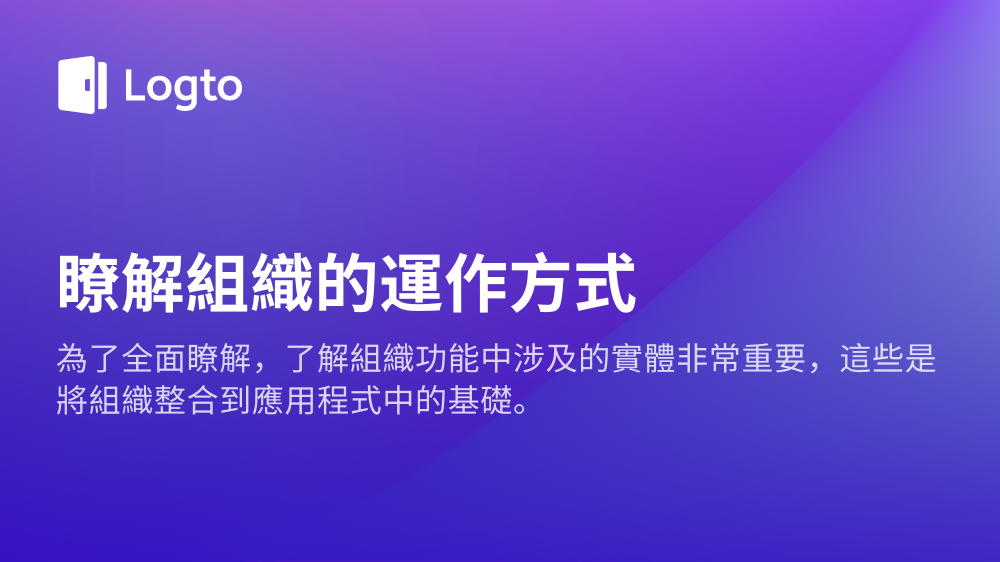 Logto
瞭解組織的運作方式
為了全面瞭解，了解組織功能中涉及的實體非常重要，這些是
將組織整合到應用程式中的基礎。